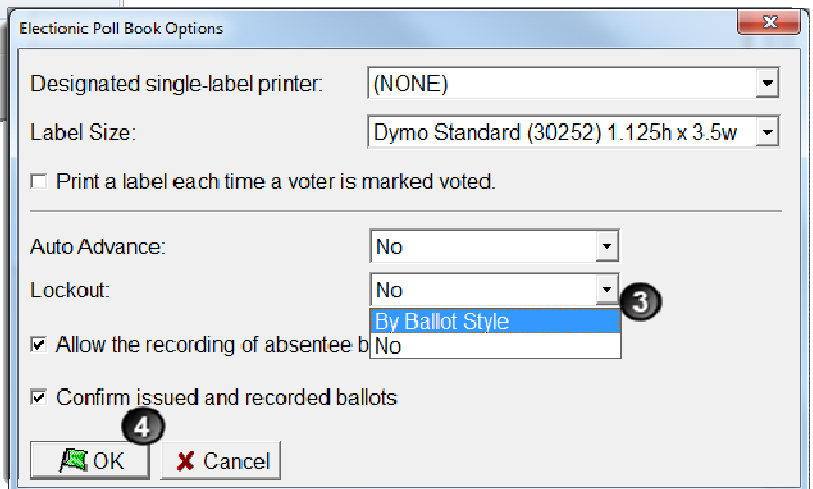 Electionic Poll Book Options
Designated single-label printer: (NONE)
Label Size: Dymo Standard (30252) 1.125h x 3.5w
Print a label each time a voter is marked voted.
Auto Advance: No
Lockout: No
3
By Ballot Style
Allow the recording of absentee b No
Confirm issued and recorded ballots
4
OK Cancel